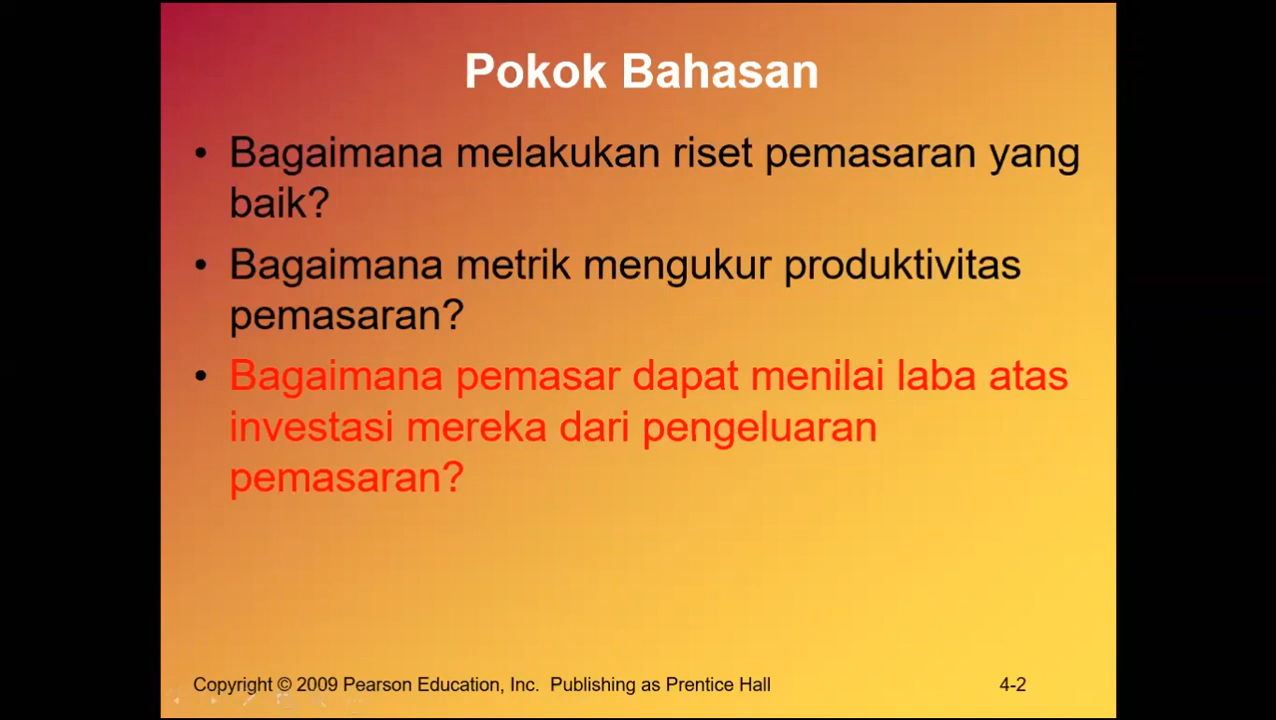 Pokok Bahasan
• Bagaimana melakukan riset pemasaran yang
baik?
• Bagaimana metrik mengukur produktivitas
pemasaran?
• Bagaimana pemasar dapat menilai laba atas
investasi mereka dari pengeluaran
pemasaran?
Copyright © 2009 Pearson Education, Inc.  Publishing as Prentice Hall 4-2